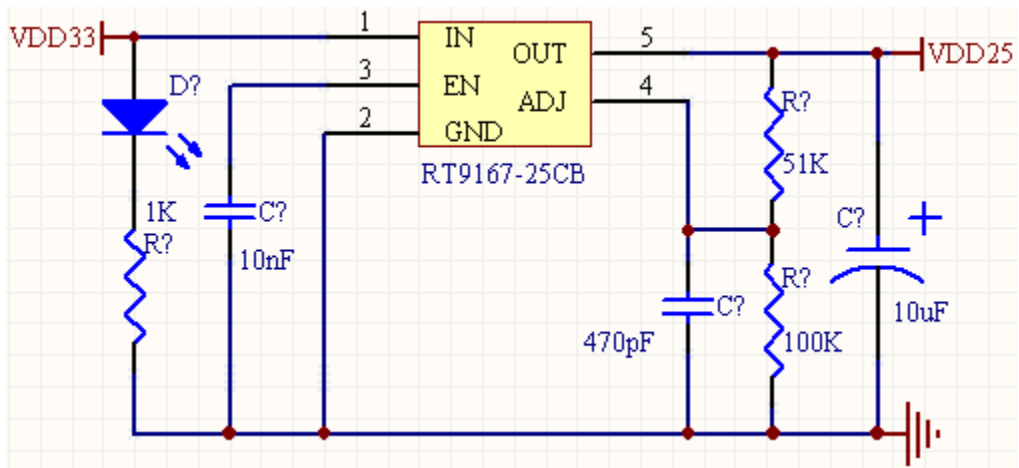 VDD33
1
IN
OUT
5
VDD25
D?
3
EN
ADJ
4
R?
2
GND
51K
RT9167-25CB
1K
R?
C?
10nF
C?
+
C?
470pF
R?
100K
10uF